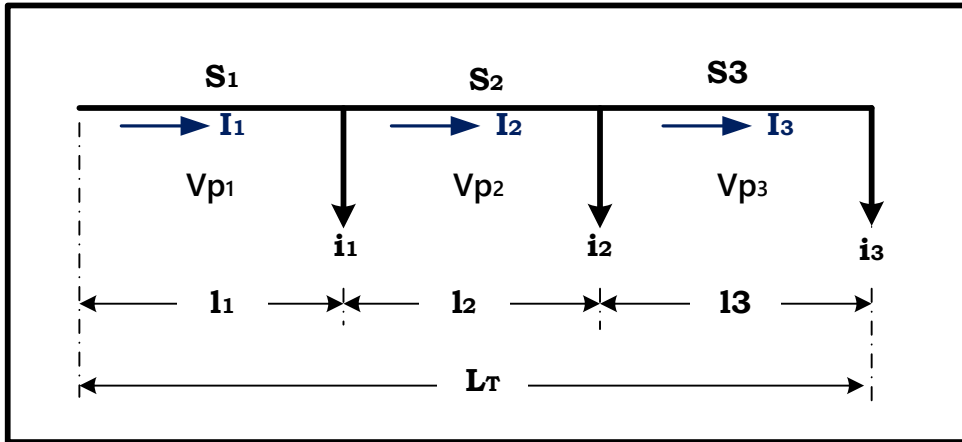 S1 S2 S3
I1 I2 I3
Vp1 Vp2 Vp3
i1 i2 i3
l1 l2 l3
LT